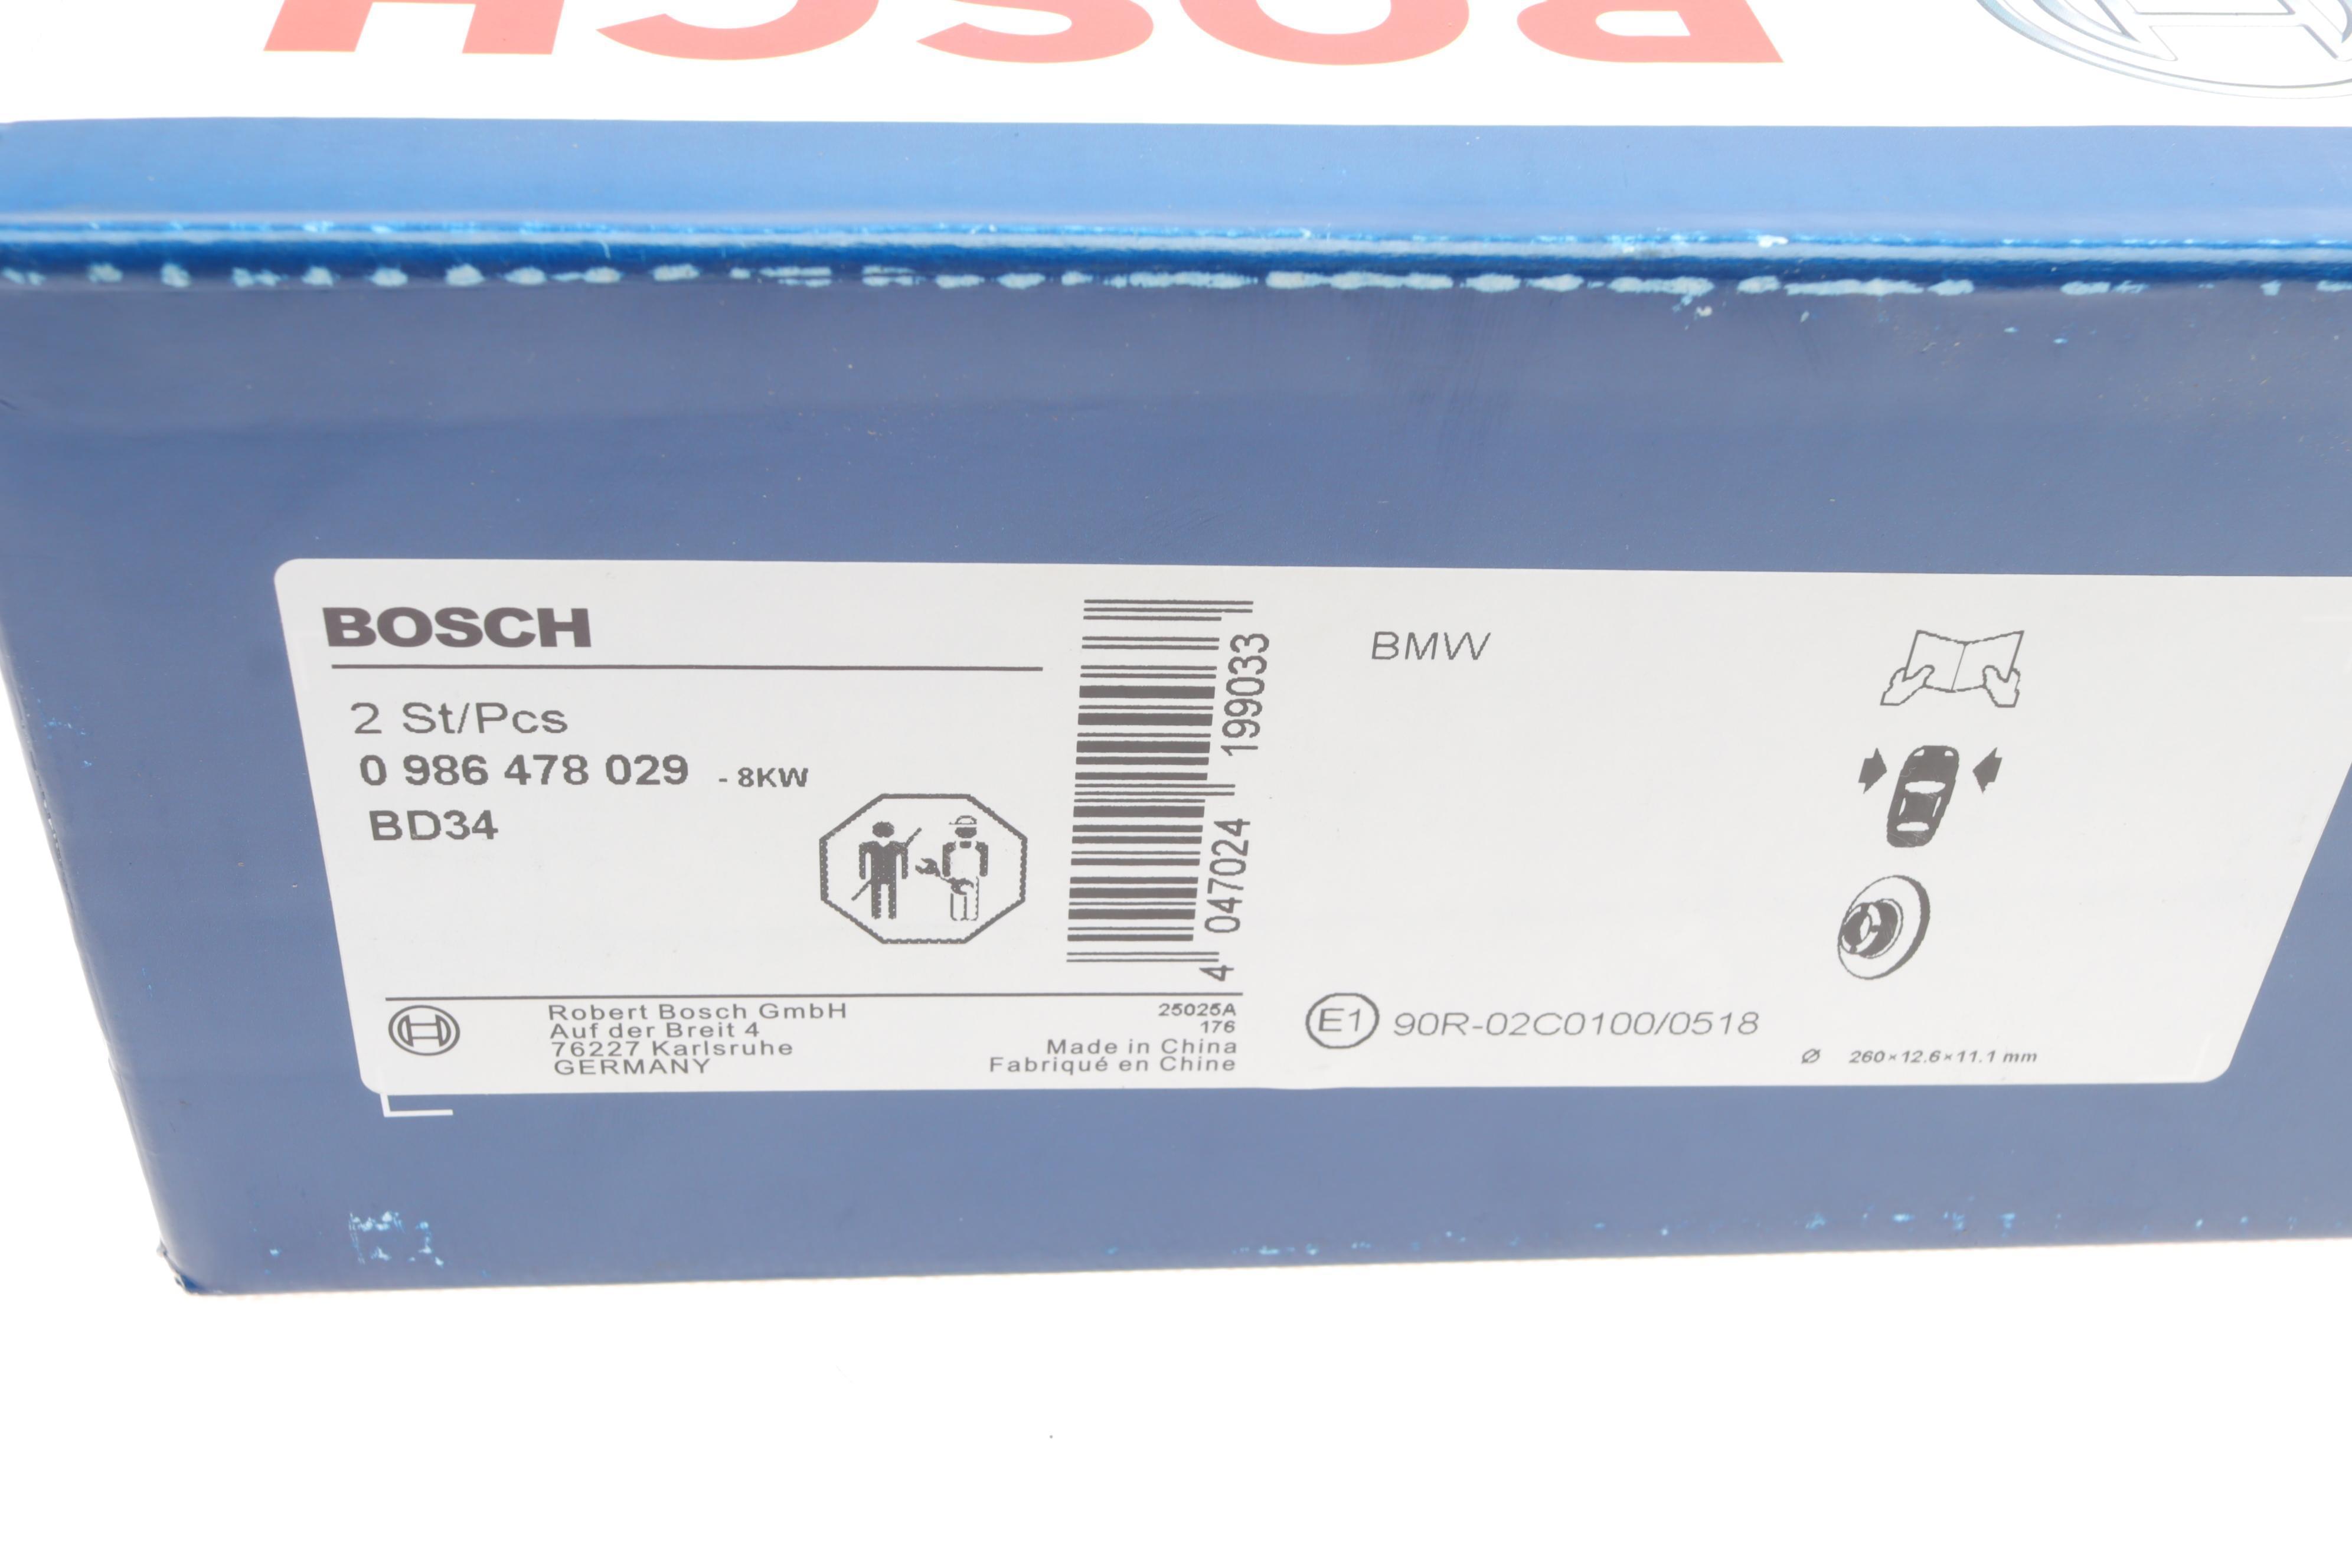 BOSCH
BOSCH
2 St/Pcs
0 986 478 029 - 8KW
BD34
4 047024 199033
Robert Bosch GmbH
Auf der Breit 4
76227 Karlsruhe
GERMANY
25025A
176
Made in China
Fabriqué en Chine
BMW
E1 90R-02C0100/0518
Ø 260×12.6×11.1 mm